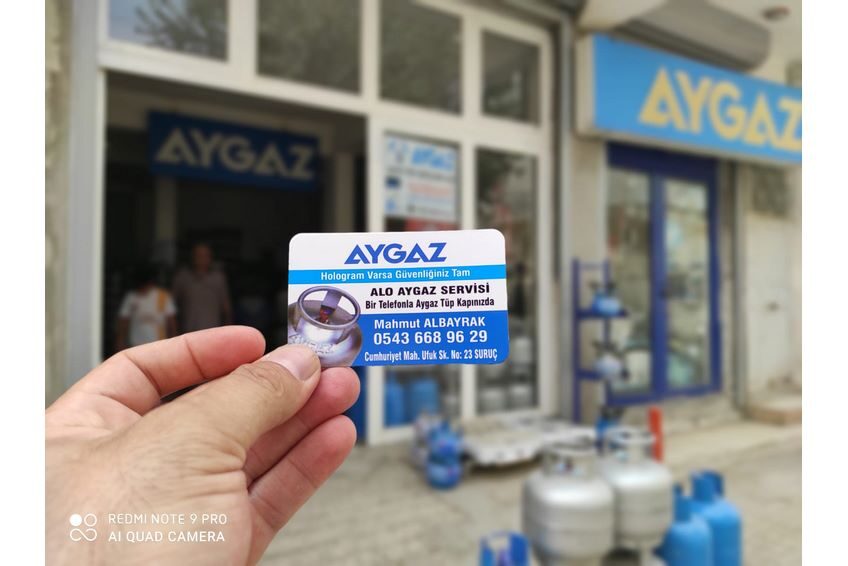 AYGAZ
AYGAZ
AYGAZ
AYGAZ
Hologram Varsa Güvenliğiniz Tam
ALO AYGAZ SERVİSİ
Bir Telefonla Aygaz Tüp Kapınızda
Mahmut ALBAYRAK
0543 668 96 29
Cumhuriyet Mah. Ufuk Sk. No: 23 SURUÇ
REDMI NOTE 9 PRO
AI QUAD CAMERA